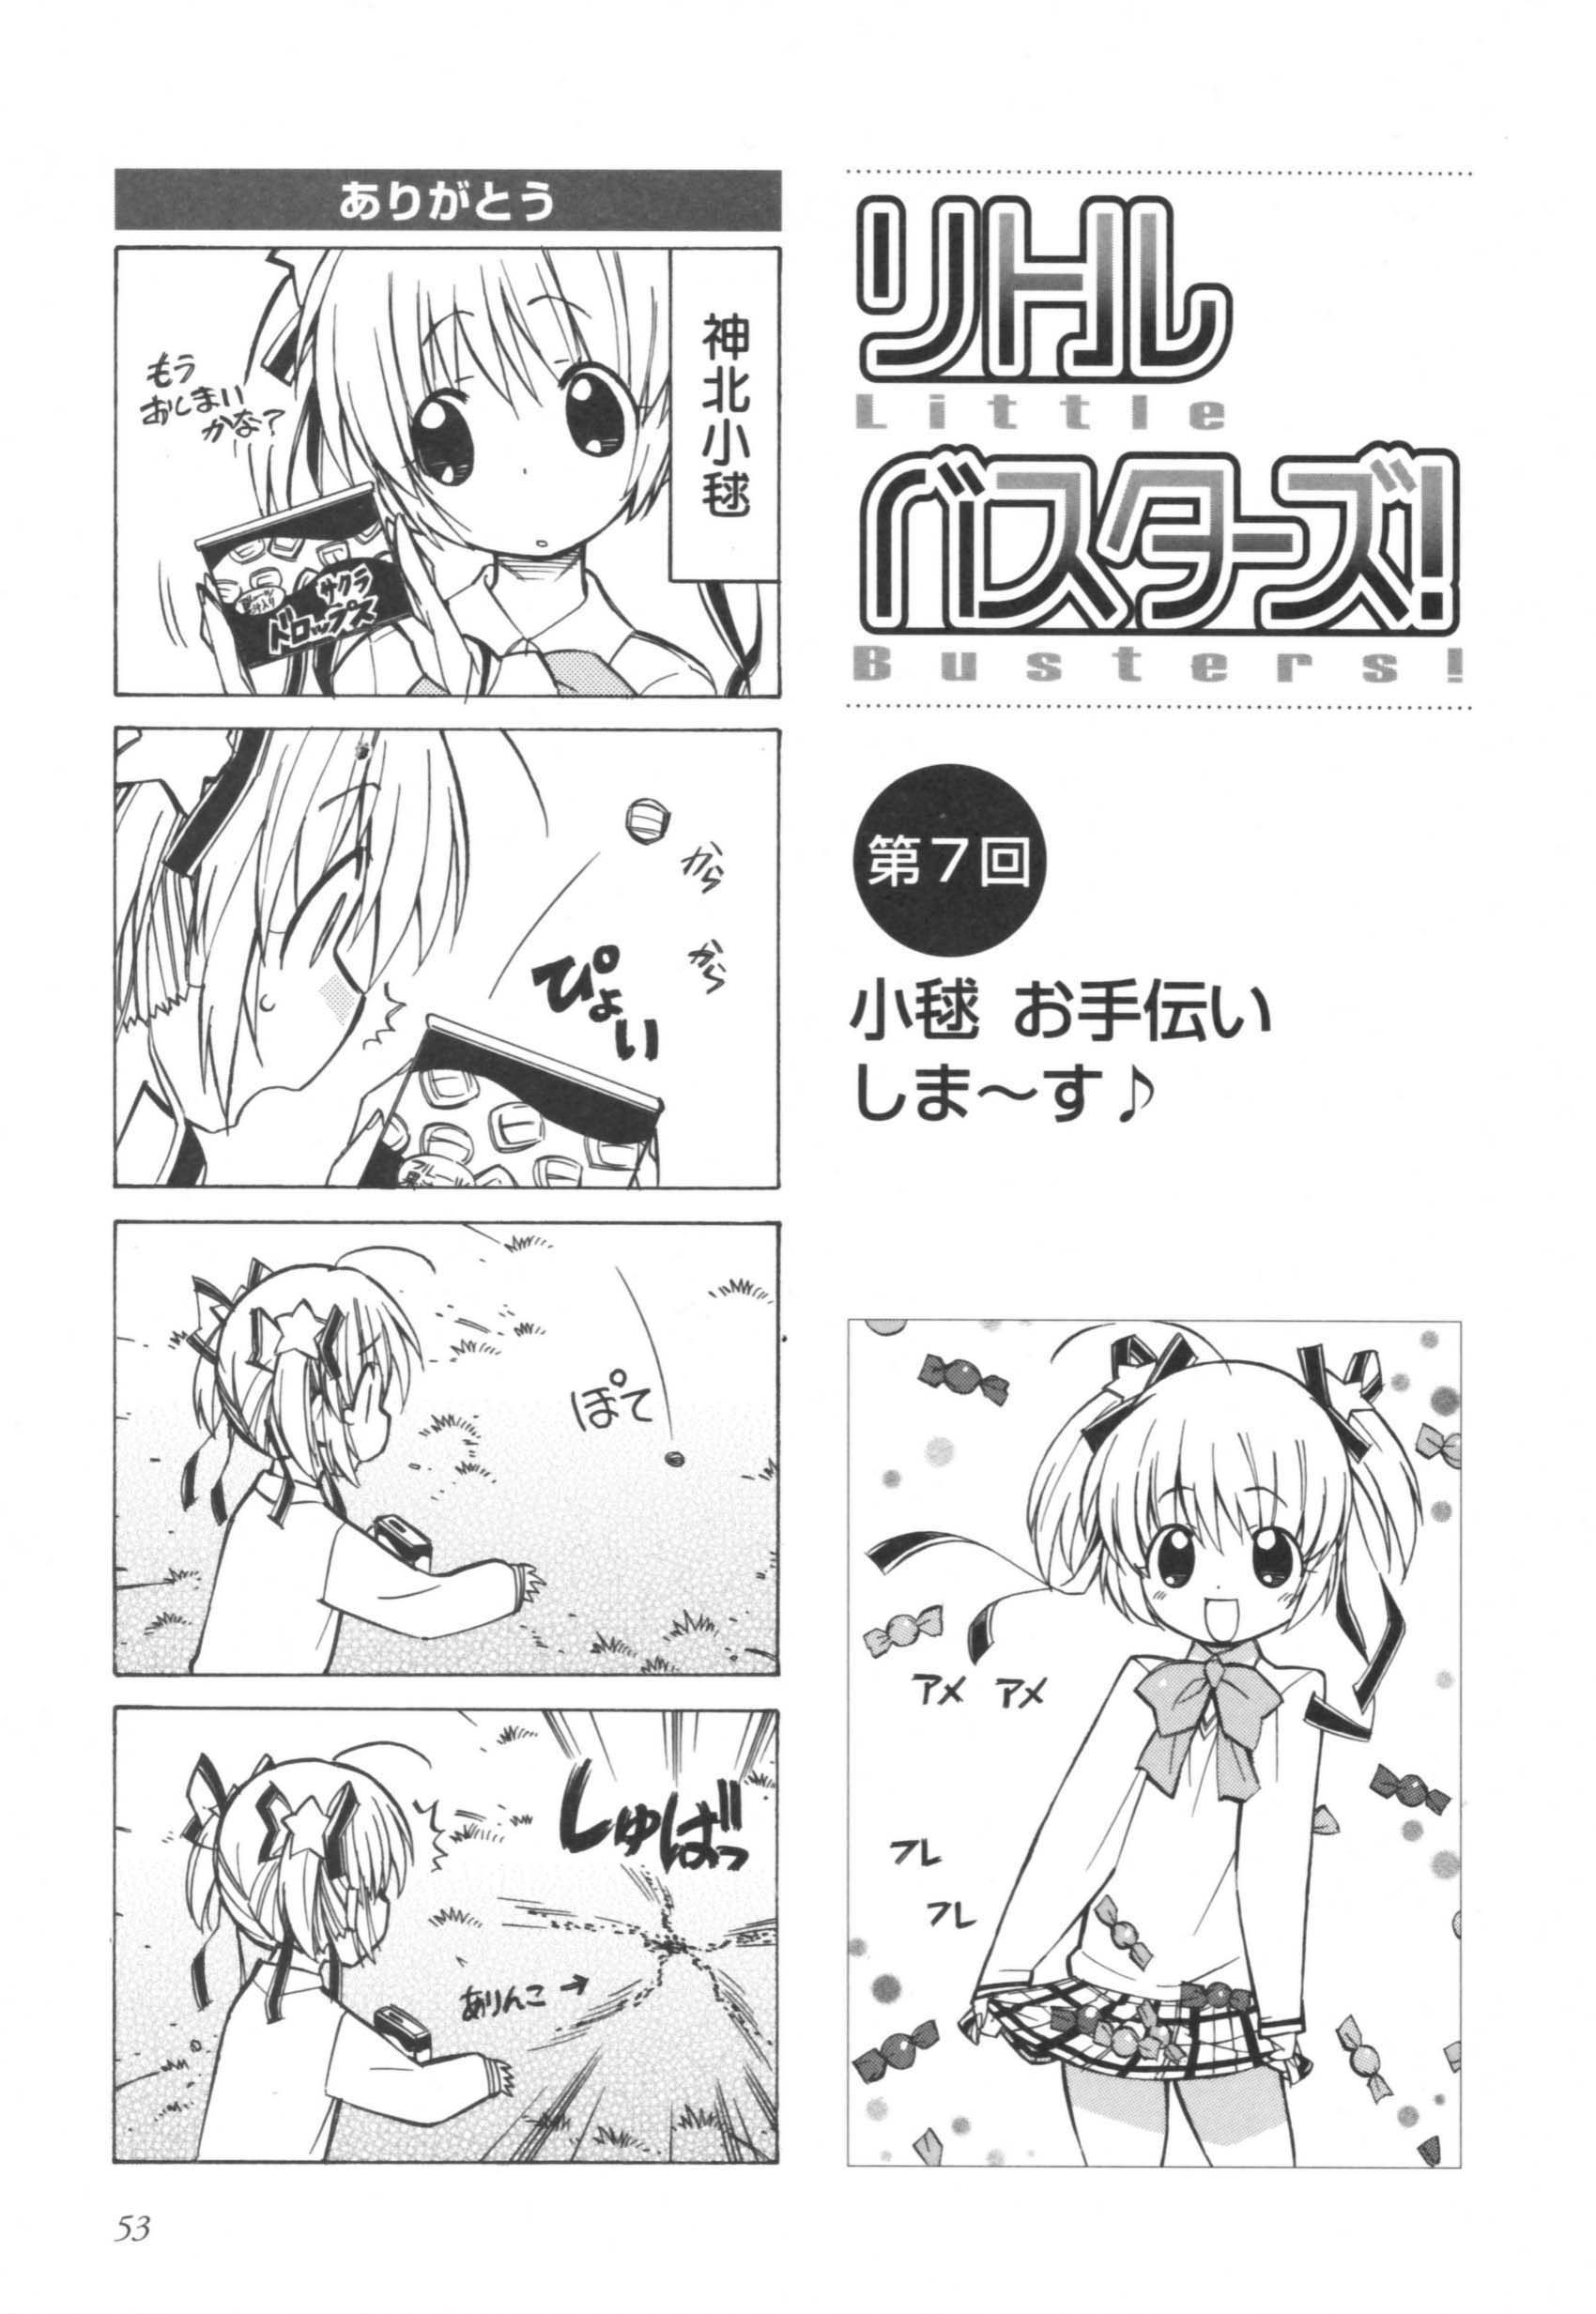 リトル
Little
バスターズ!
Busters!
第7回
小毬 お手伝い
しま〜す♪
アメ アメ
フレ
フレ
ありがとう
神北小毬
もう
おしまい
かな?
サクラ
ドロップス
から
から
ぴょい
ぽて
しゅばっ
ありんこ→
53